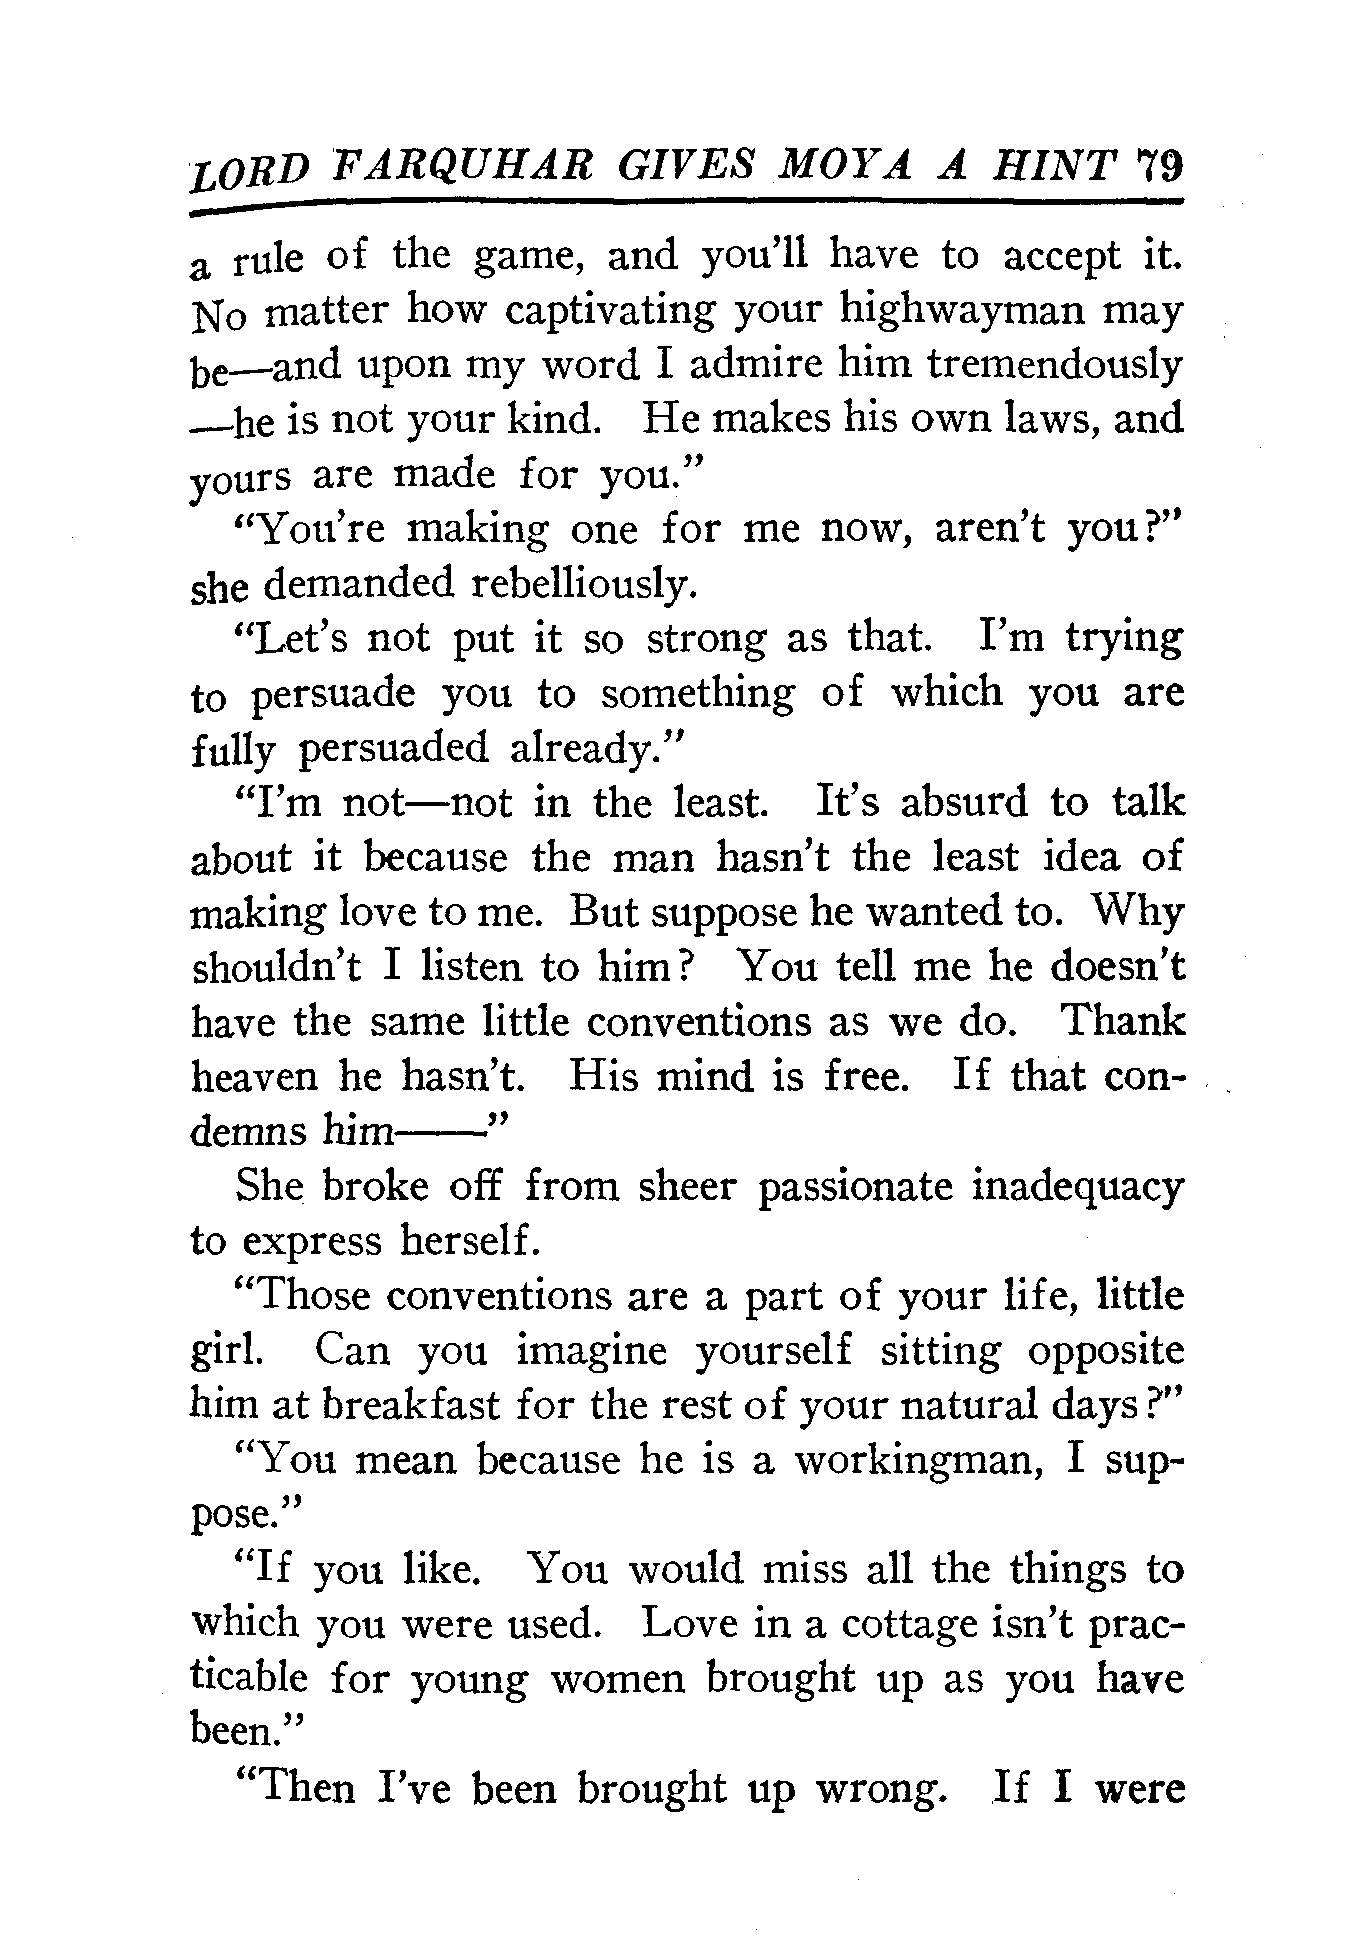 LORD FARQUHAR GIVES MOYA A HINT 79
a rule of the game, and you'll have to accept it.
No matter how captivating your highwayman may
be—and upon my word I admire him tremendously
—he is not your kind. He makes his own laws, and
yours are made for you."
"You're making one for me now, aren't you?"
she demanded rebelliously.
"Let's not put it so strong as that. I'm trying
to persuade you to something of which you are
fully persuaded already."
"I'm not—not in the least. It's absurd to talk
about it because the man hasn't the least idea of
making love to me. But suppose he wanted to. Why
shouldn't I listen to him? You tell me he doesn't
have the same little conventions as we do. Thank
heaven he hasn't. His mind is free. If that con-
demns him——"
She broke off from sheer passionate inadequacy
to express herself.
"Those conventions are a part of your life, little
girl. Can you imagine yourself sitting opposite
him at breakfast for the rest of your natural days?"
"You mean because he is a workingman, I sup-
pose."
"If you like. You would miss all the things to
which you were used. Love in a cottage isn't prac-
ticable for young women brought up as you have
been."
"Then I've been brought up wrong. If I were